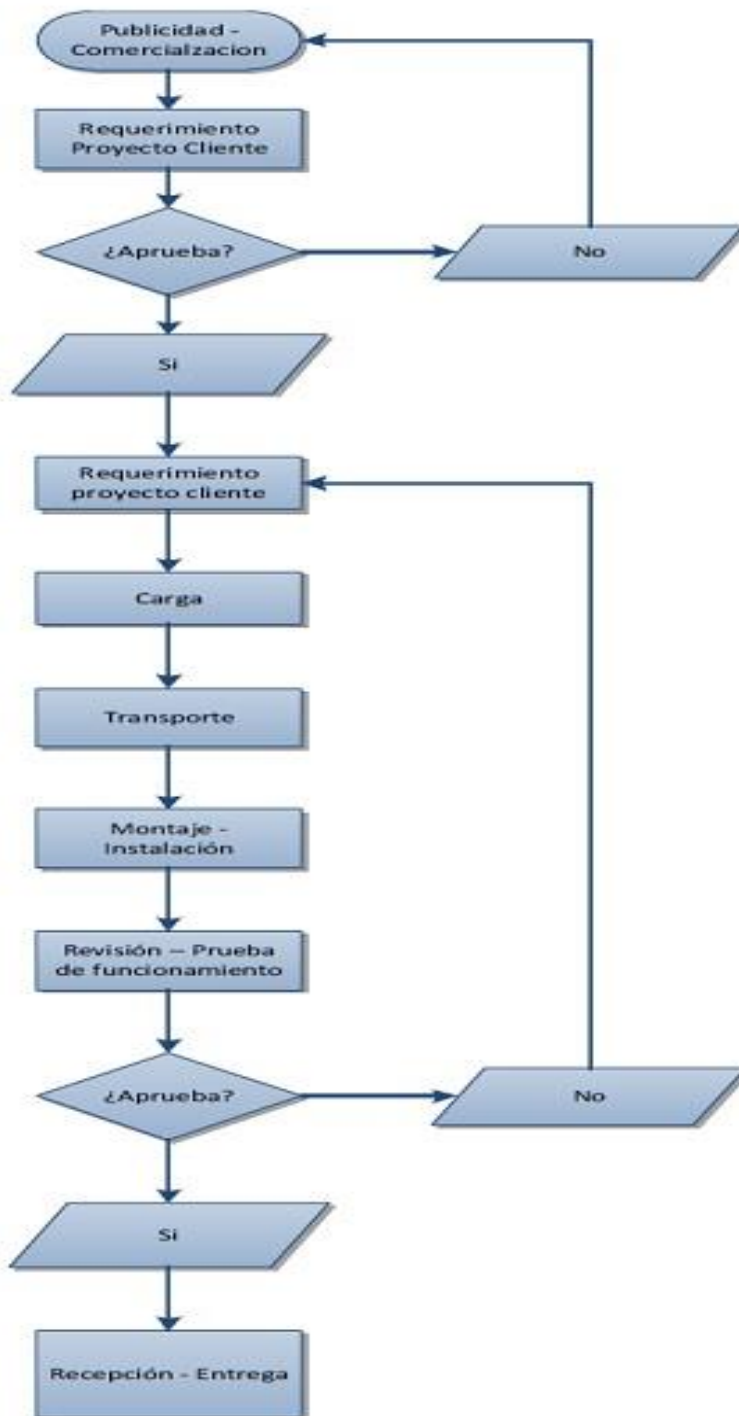 Publicidad -
Comercialzacion
Requerimiento
Proyecto Cliente
¿Aprueba?
No
Si
Requerimiento
proyecto cliente
Carga
Transporte
Montaje -
Instalación
Revisión – Prueba
de funcionamiento
¿Aprueba?
No
Si
Recepción - Entrega